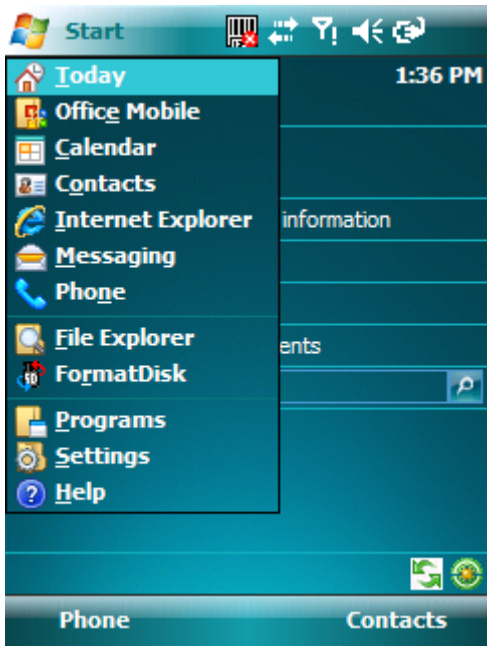 Start
Today
1:36 PM
Office Mobile
Calendar
Contacts
Internet Explorer
information
Messaging
Phone
File Explorer
ents
FormatDisk
Programs
Settings
Help
Phone
Contacts